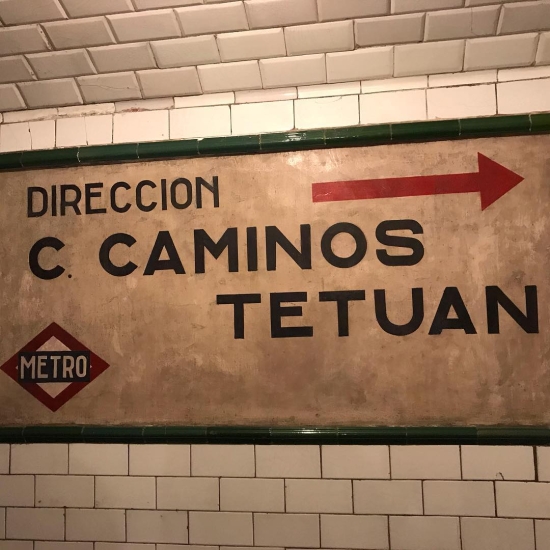 DIRECCION
C. CAMINOS
TETUAN
METRO